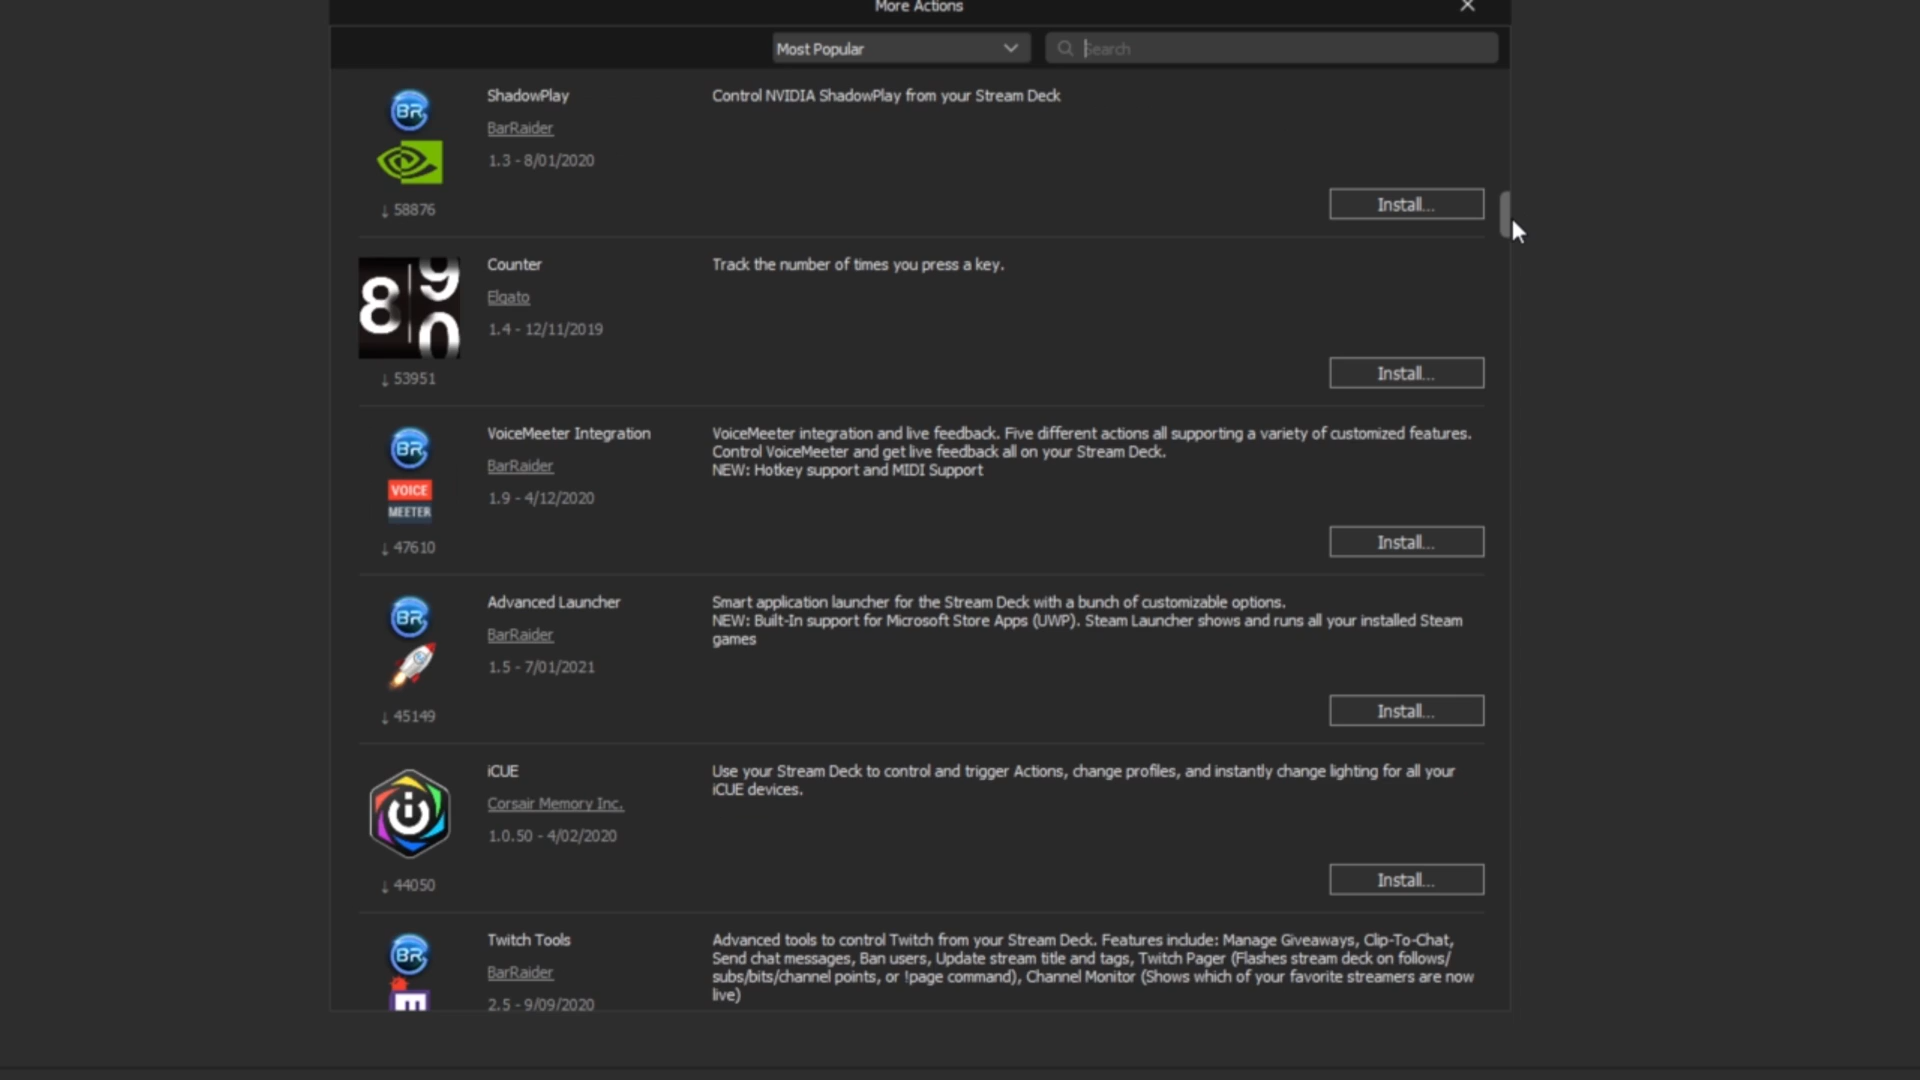 More Actions
Most Popular
Search
ShadowPlay
Control NVIDIA ShadowPlay from your Stream Deck
BarRaider
1.3 - 8/01/2020
↓ 58876
Install...
Counter
Track the number of times you press a key.
Elgato
1.4 - 12/11/2019
↓ 53951
Install...
BR
VOICE
MEETER
VoiceMeeter Integration
VoiceMeeter integration and live feedback. Five different actions all supporting a variety of customized features.
Control VoiceMeeter and get live feedback all on your Stream Deck.
NEW: Hotkey support and MIDI Support
BarRaider
1.9 - 4/12/2020
↓ 47610
Install...
BR
Advanced Launcher
Smart application launcher for the Stream Deck with a bunch of customizable options.
NEW: Built-In support for Microsoft Store Apps (UWP). Steam Launcher shows and runs all your installed Steam
games
BarRaider
1.5 - 7/01/2021
↓ 45149
Install...
iCUE
Use your Stream Deck to control and trigger Actions, change profiles, and instantly change lighting for all your
iCUE devices.
Corsair Memory Inc.
1.0.50 - 4/02/2020
↓ 44050
Install...
BR
Twitch Tools
Advanced tools to control Twitch from your Stream Deck. Features include: Manage Giveaways, Clip-To-Chat,
Send chat messages, Ban users, Update stream title and tags, Twitch Pager (Flashes stream deck on follows/
subs/bits/channel points, or !page command), Channel Monitor (Shows which of your favorite streamers are now
live)
BarRaider
2.5 - 9/09/2020